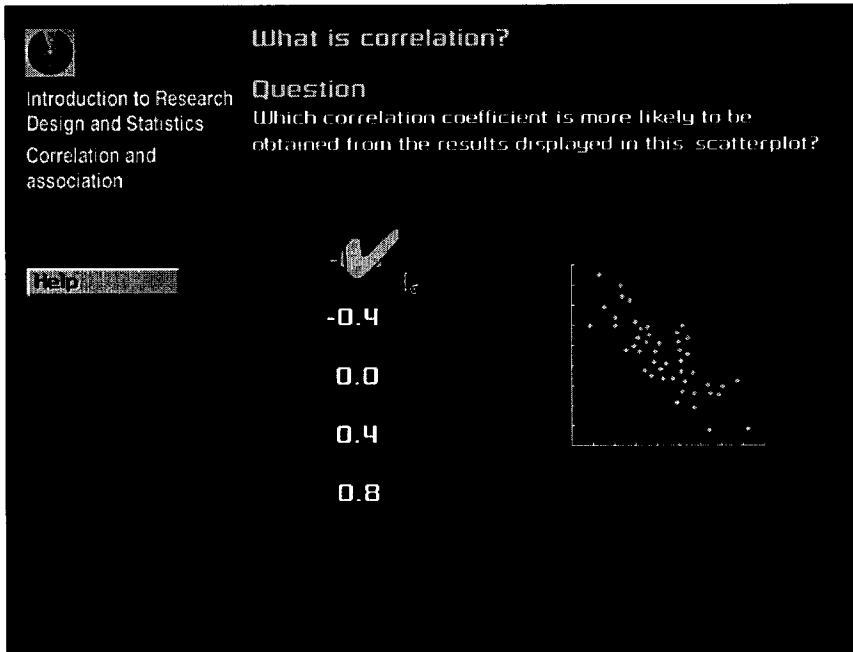 What is correlation?
Introduction to Research
Design and Statistics
Correlation and
association
Help
Question
Which correlation coefficient is more likely to be
obtained from the results displayed in this scatterplot?
-0.4
0.0
0.4
0.8